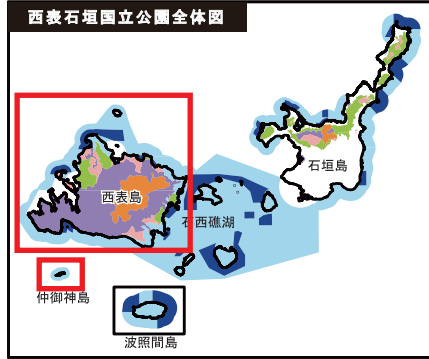 西表石垣国立公園全体図
石垣島
西表島
石西礁湖
仲御神島
波照間島